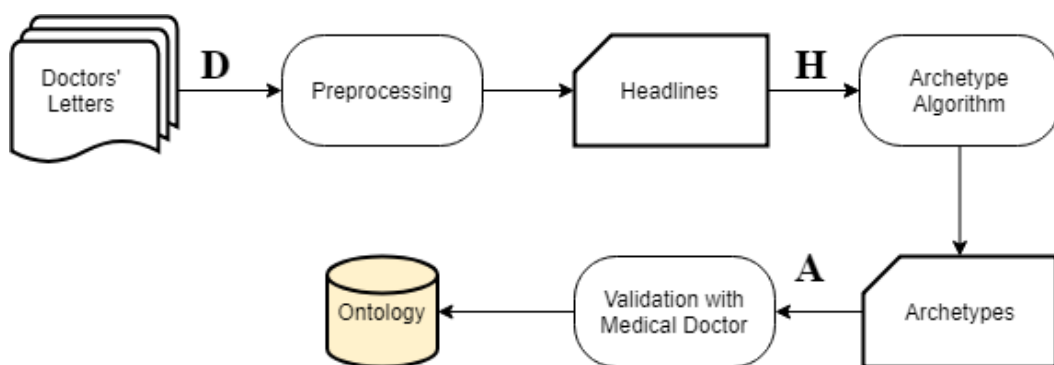 Doctors'
Letters
D
Preprocessing
Headlines
H
Archetype
Algorithm
Ontology
Validation with
Medical Doctor
A
Archetypes